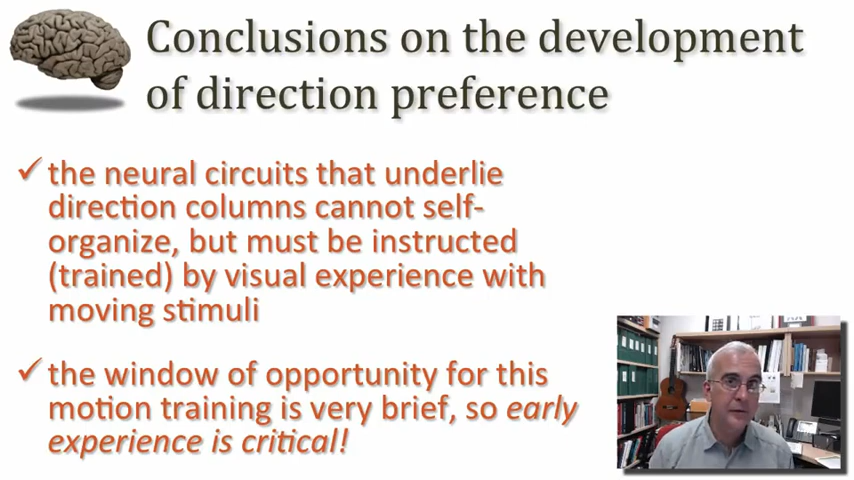 Conclusions on the development
of direction preference
✓ the neural circuits that underlie
direction columns cannot self-
organize, but must be instructed
(trained) by visual experience with
moving stimuli
✓ the window of opportunity for this
motion training is very brief, so early
experience is critical!